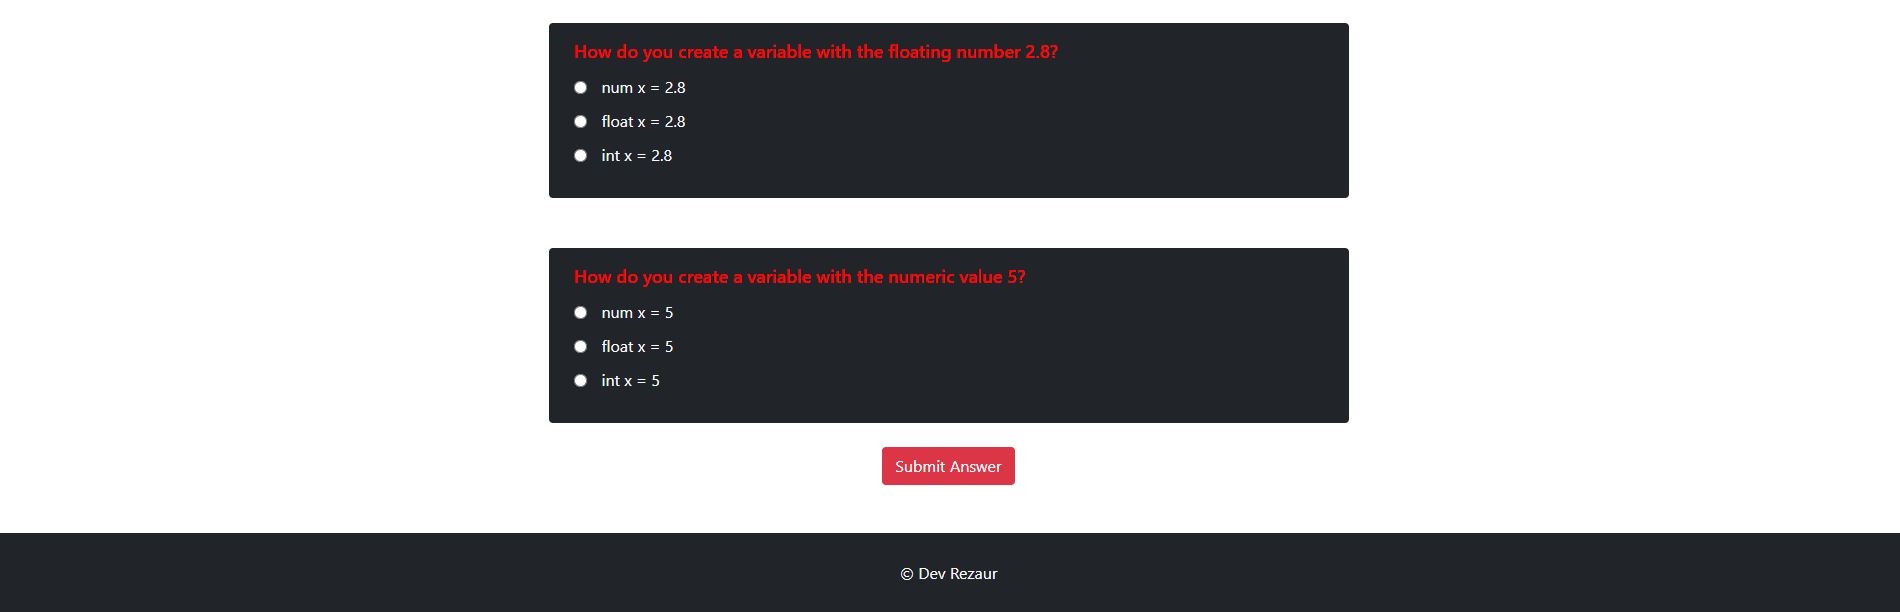 How do you create a variable with the floating number 2.8?
num x = 2.8
float x = 2.8
int x = 2.8
How do you create a variable with the numeric value 5?
num x = 5
float x = 5
int x = 5
Submit Answer
© Dev Rezaur